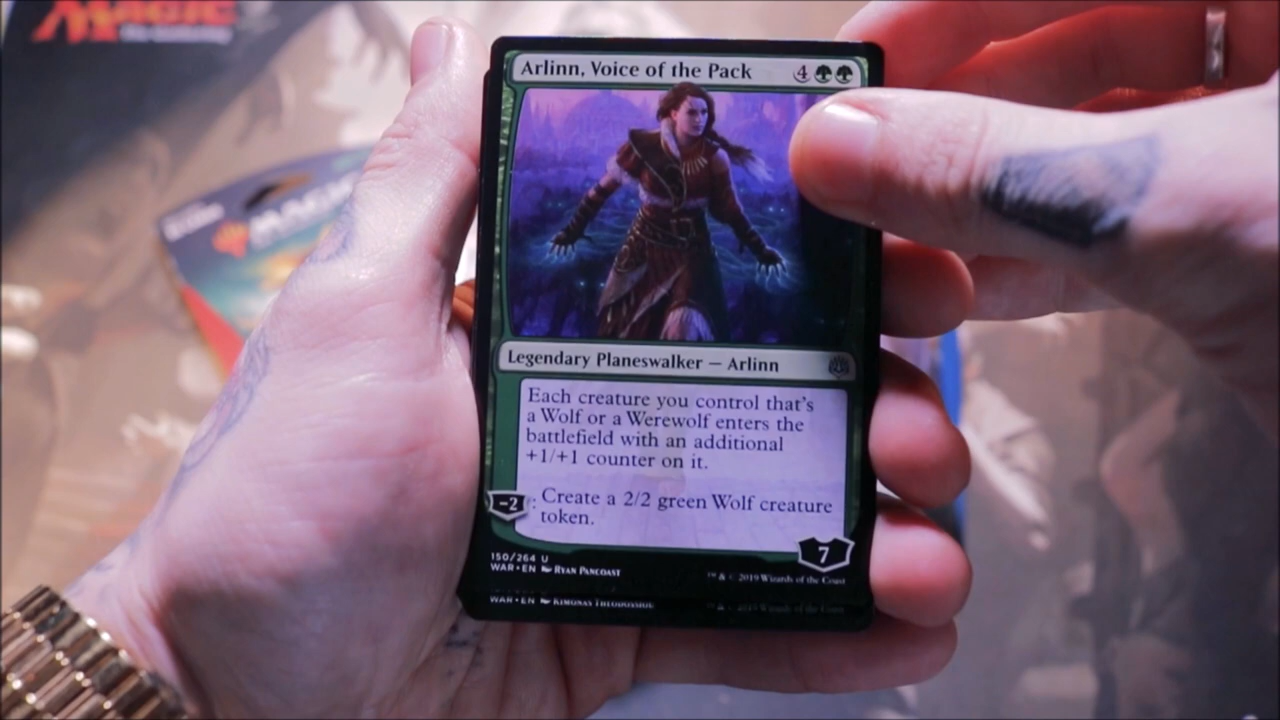 MAGIC
MAGIC
Arlinn, Voice of the Pack 4
Legendary Planeswalker — Arlinn
Each creature you control that's
a Wolf or a Werewolf enters the
battlefield with an additional
+1/+1 counter on it.
−2: Create a 2/2 green Wolf creature
token.
7
150/264 U
WAR • EN Ryan Pancoast ™ & © 2019 Wizards of the Coast
WAR • EN